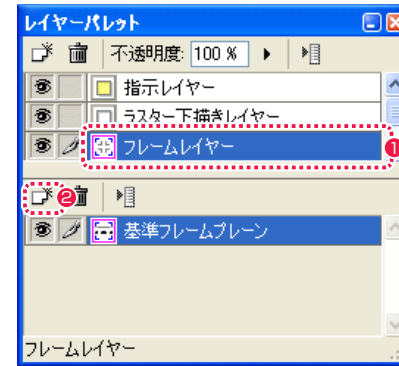 レイヤーパレット
不透明度: 100 %
指示レイヤー
ラスター下描きレイヤー
フレームレイヤー
1
2
基準フレームプレーン
フレームレイヤー